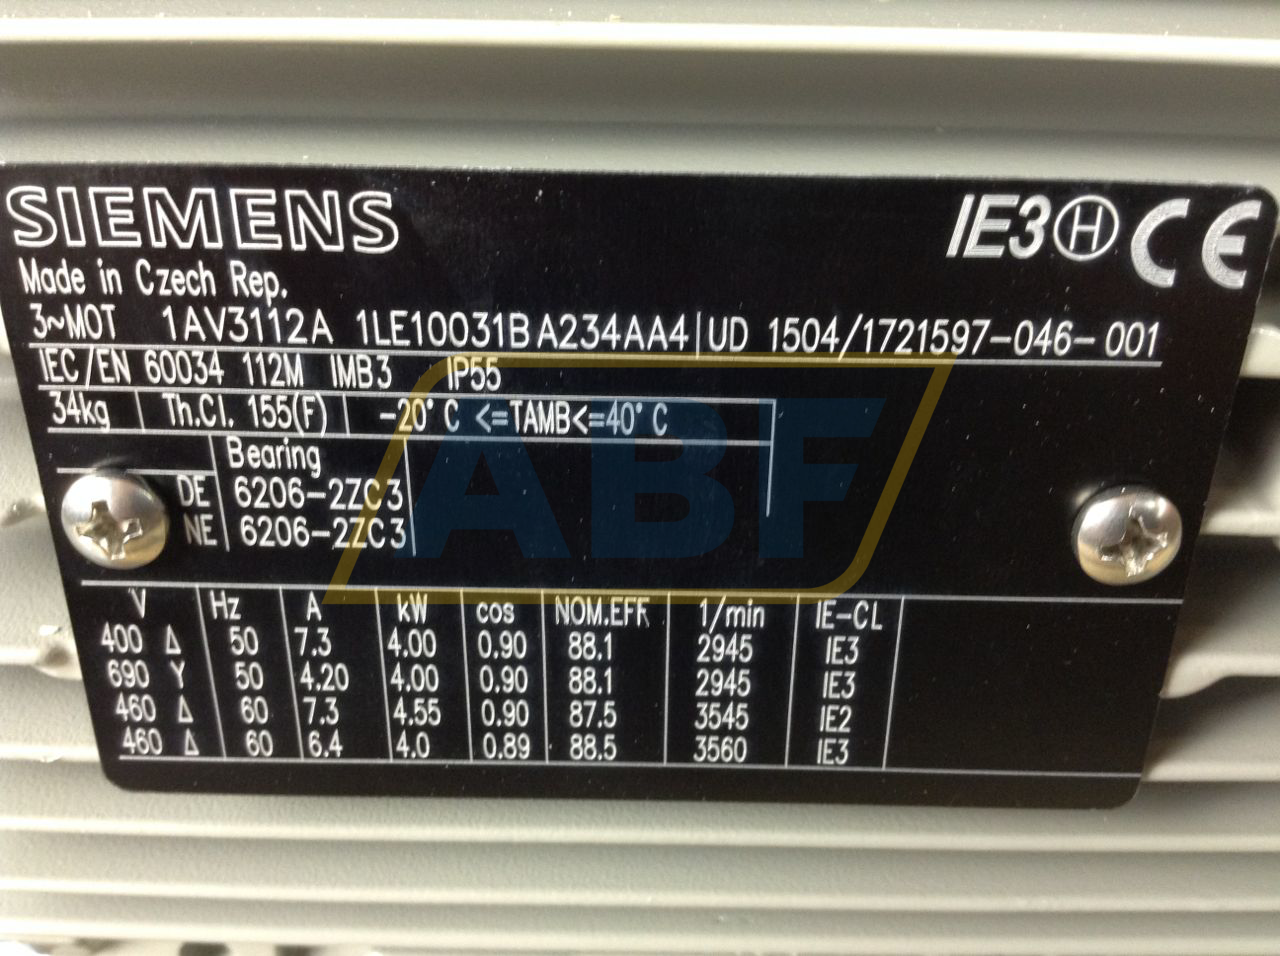 SIEMENS IE3 H CE
Made in Czech Rep.
3~MOT 1AV3112A 1LE10031BA234AA4 UD 1504/1721597-046-001
IEC/EN 60034 112M IMB3 IP55
34kg Th.Cl. 155(F) -20°C <=TAMB<=40°C
Bearing
DE 6206-2ZC3
NE 6206-2ZC3
ABF
V Hz A kW cos NOM.EFF 1/min IE-CL
400 Δ 50 7.3 4.00 0.90 88.1 2945 IE3
690 Y 50 4.20 4.00 0.90 88.1 2945 IE3
460 Δ 60 7.3 4.55 0.90 87.5 3545 IE2
460 Δ 60 6.4 4.0 0.89 88.5 3560 IE3